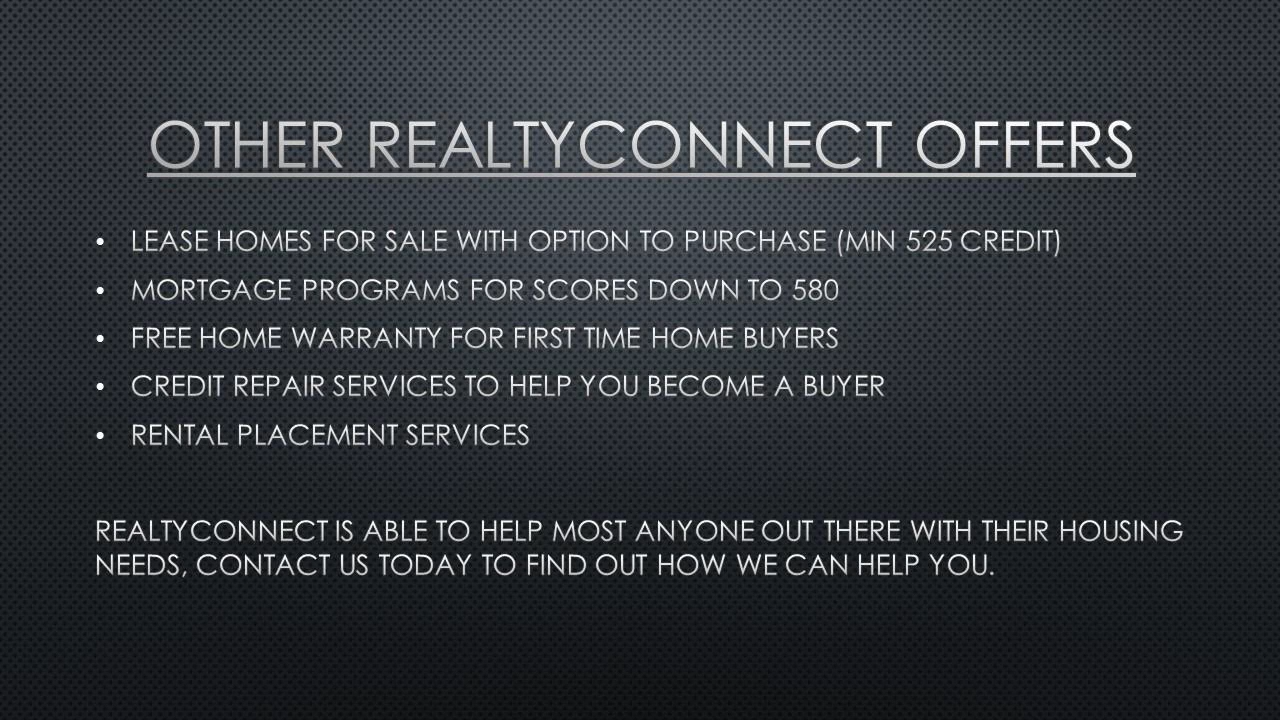 OTHER REALTYCONNECT OFFERS
• LEASE HOMES FOR SALE WITH OPTION TO PURCHASE (MIN 525 CREDIT)
• MORTGAGE PROGRAMS FOR SCORES DOWN TO 580
• FREE HOME WARRANTY FOR FIRST TIME HOME BUYERS
• CREDIT REPAIR SERVICES TO HELP YOU BECOME A BUYER
• RENTAL PLACEMENT SERVICES
REALTYCONNECT IS ABLE TO HELP MOST ANYONE OUT THERE WITH THEIR HOUSING
NEEDS, CONTACT US TODAY TO FIND OUT HOW WE CAN HELP YOU.